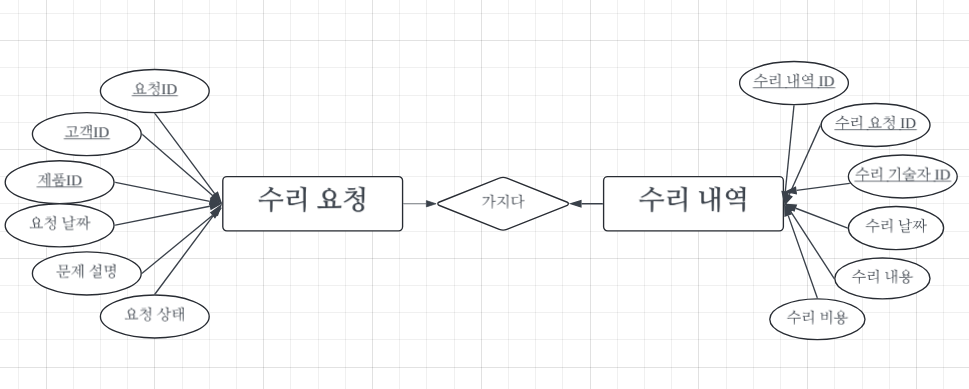 요청ID
고객ID
제품ID
요청 날짜
문제 설명
요청 상태
수리 요청
가지다
수리 내역
수리 내역 ID
수리 요청 ID
수리 기술자 ID
수리 날짜
수리 내용
수리 비용